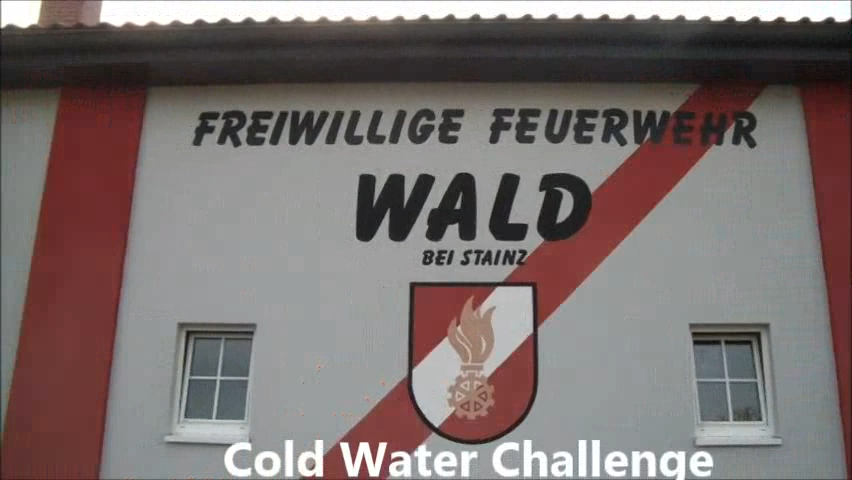 FREIWILLIGE FEUERWEHR
WALD
BEI STAINZ
Cold Water Challenge